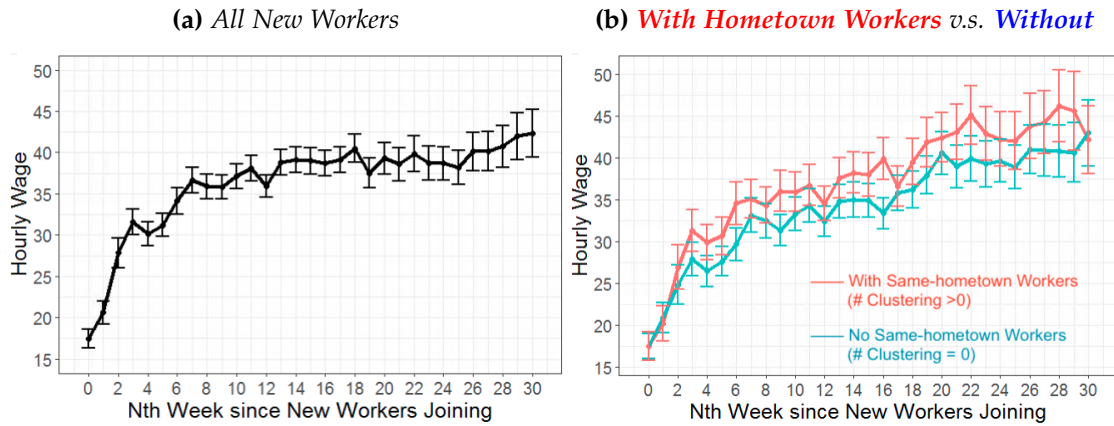 (a) All New Workers
50
45
40
35
30
25
20
15
Hourly Wage
0 2 4 6 8 10 12 14 16 18 20 22 24 26 28 30
Nth Week since New Workers Joining
(b) With Hometown Workers v.s. Without
50
45
40
35
30
25
20
15
Hourly Wage
With Same-hometown Workers
(# Clustering >0)
No Same-hometown Workers
(# Clustering = 0)
0 2 4 6 8 10 12 14 16 18 20 22 24 26 28 30
Nth Week since New Workers Joining